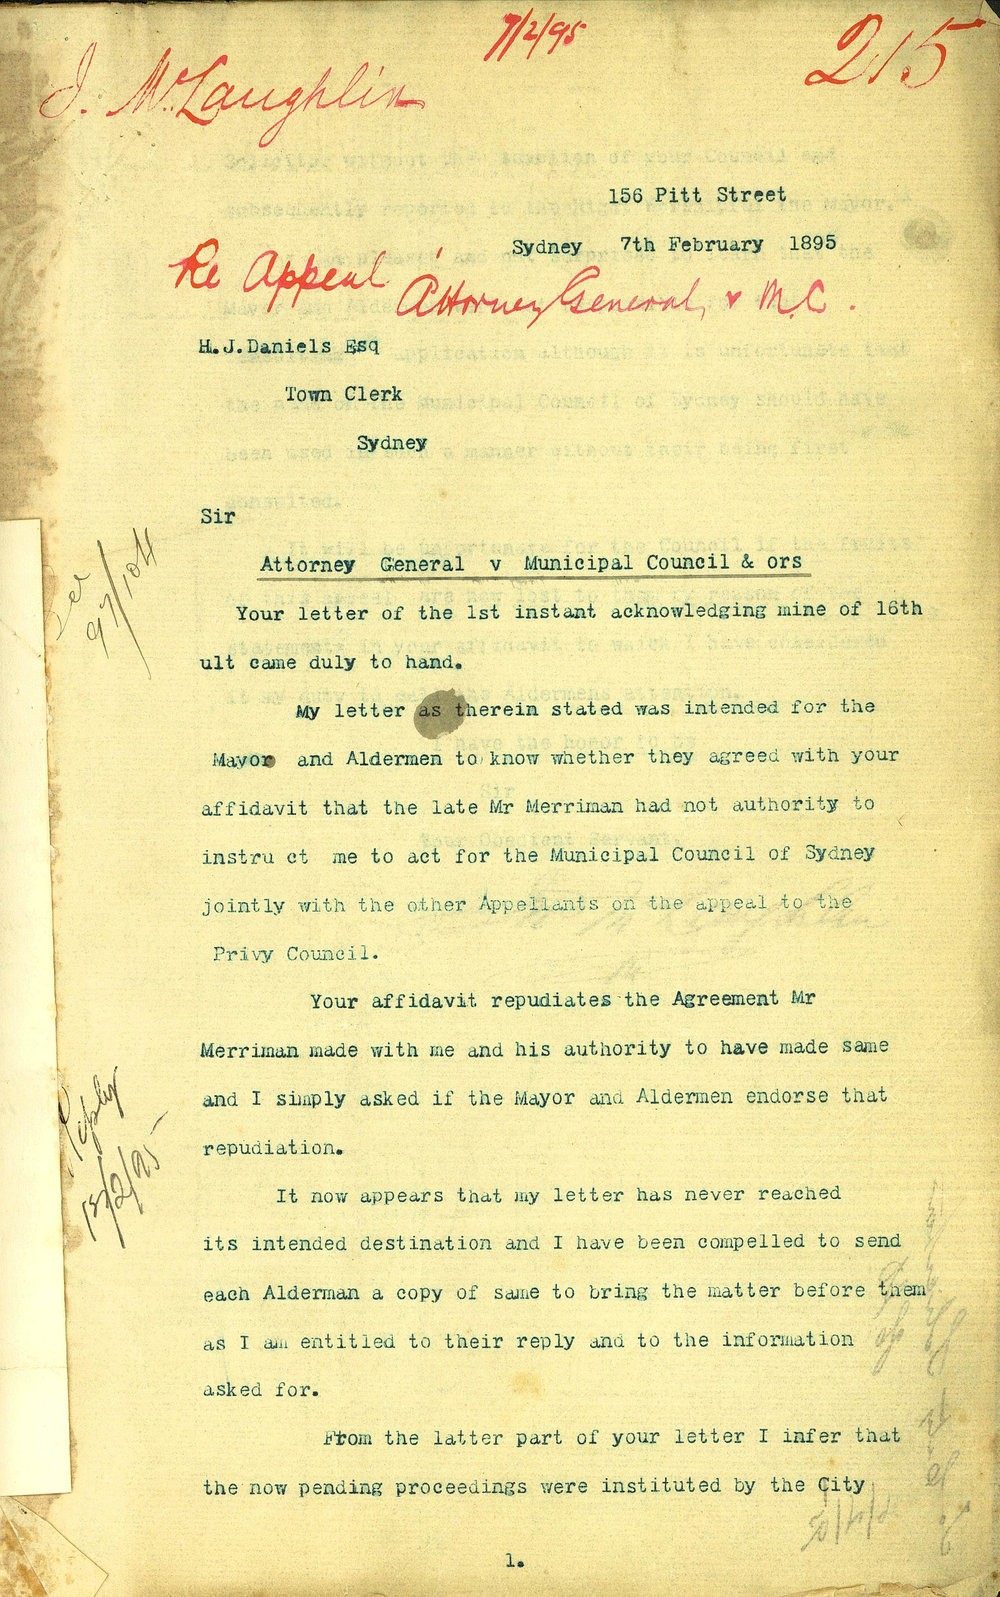 7/2/95
215
J. McLaughlin
156 Pitt Street
Sydney 7th February 1895
Re Appeal
Attorney General, v M.C.
H.J.Daniels Esq
Town Clerk
Sydney
Sir
Attorney General v Municipal Council & ors
Your letter of the 1st instant acknowledging mine of 16th
ult came duly to hand.
My letter as therein stated was intended for the
Mayor and Aldermen to know whether they agreed with your
affidavit that the late Mr Merriman had not authority to
instru ct me to act for the Municipal Council of Sydney
jointly with the other Appellants on the appeal to the
Privy Council.
Your affidavit repudiates the Agreement Mr
Merriman made with me and his authority to have made same
and I simply asked if the Mayor and Aldermen endorse that
repudiation.
It now appears that my letter has never reached
its intended destination and I have been compelled to send
each Alderman a copy of same to bring the matter before them
as I am entitled to their reply and to the information
asked for.
From the latter part of your letter I infer that
the now pending proceedings were instituted by the City
1.
97/104
Reply
13/2/95